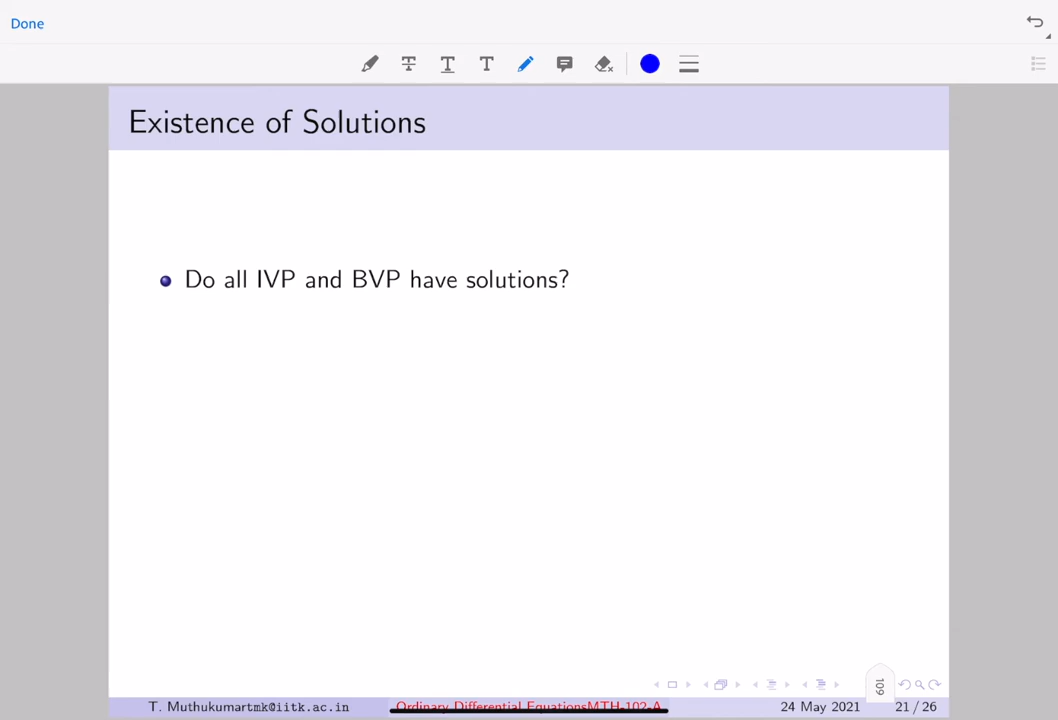 Done
Existence of Solutions
Do all IVP and BVP have solutions?
109
T. Muthukumartmk@iitk.ac.in Ordinary Differential EquationsMTH-102-A 24 May 2021 21 / 26